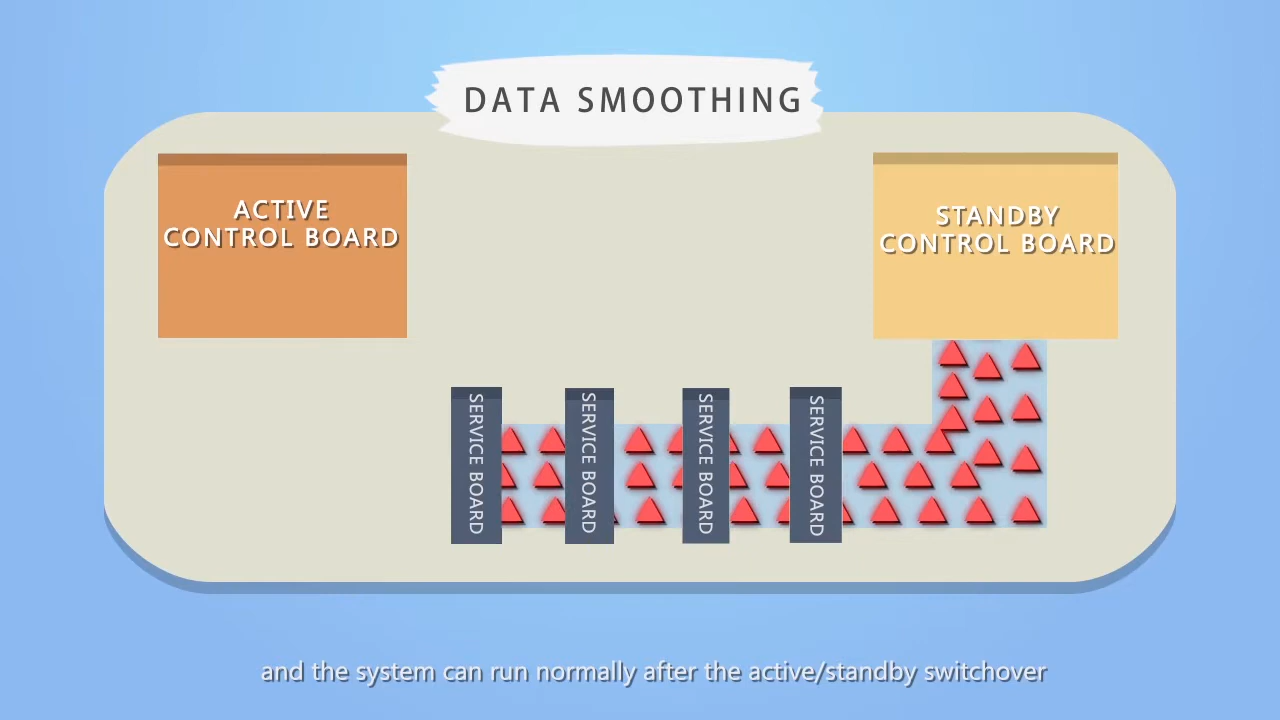 DATA SMOOTHING
ACTIVE
CONTROL BOARD
STANDBY
CONTROL BOARD
SERVICE BOARD
SERVICE BOARD
SERVICE BOARD
SERVICE BOARD
and the system can run normally after the active/standby switchover